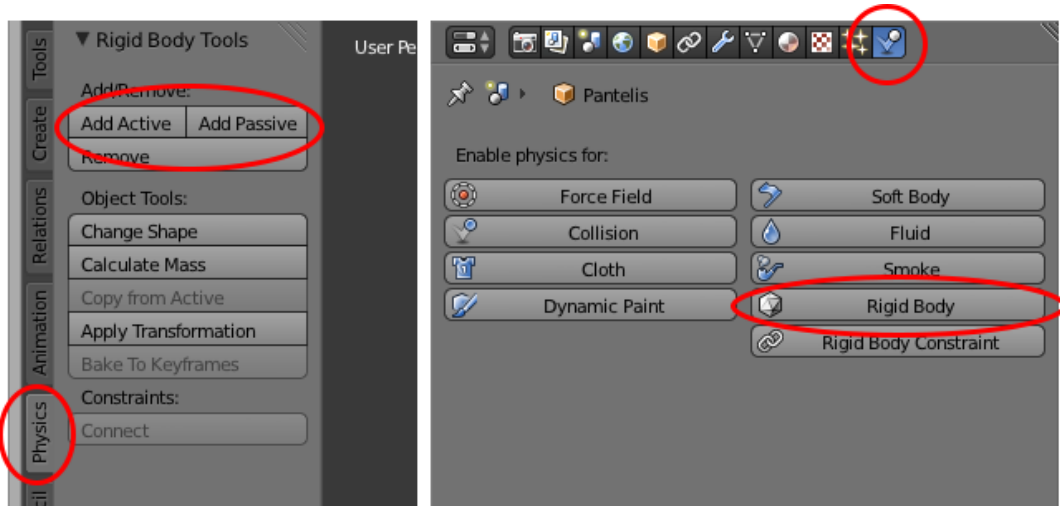 Tools
Create
Relations
Animation
Physics
Rigid Body Tools
Add/Remove:
Add Active Add Passive
Remove
Object Tools:
Change Shape
Calculate Mass
Copy from Active
Apply Transformation
Bake To Keyframes
Constraints:
Connect
User Pe
Pantelis
Enable physics for:
Force Field Soft Body
Collision Fluid
Cloth Smoke
Dynamic Paint Rigid Body
Rigid Body Constraint